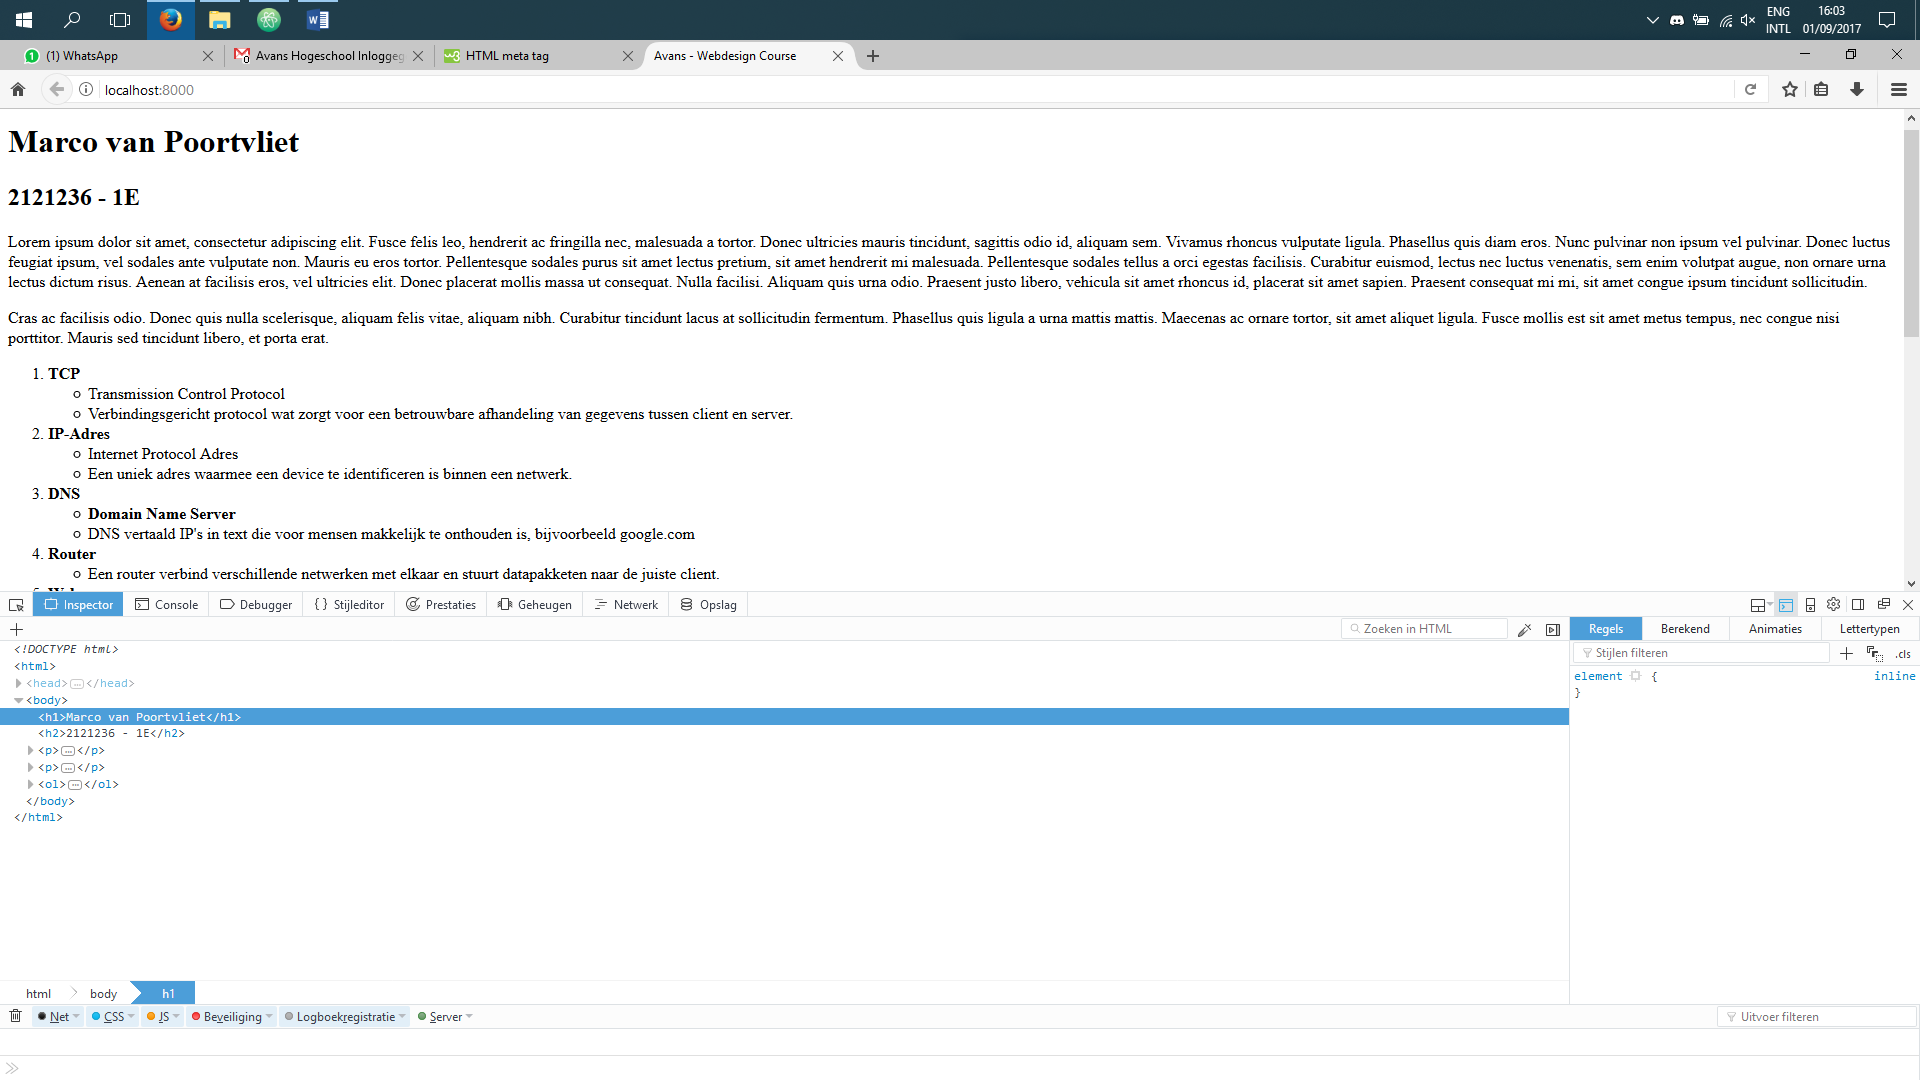 ENG
INTL
16:03
01/09/2017
(1) WhatsApp
Avans Hogeschool Inloggeg
HTML meta tag
Avans - Webdesign Course
localhost:8000
Marco van Poortvliet
2121236 - 1E
Lorem ipsum dolor sit amet, consectetur adipiscing elit. Fusce felis leo, hendrerit ac fringilla nec, malesuada a tortor. Donec ultricies mauris tincidunt, sagittis odio id, aliquam sem. Vivamus rhoncus vulputate ligula. Phasellus quis diam eros. Nunc pulvinar non ipsum vel pulvinar. Donec luctus
feugiat ipsum, vel sodales ante vulputate non. Mauris eu eros tortor. Pellentesque sodales purus sit amet lectus pretium, sit amet hendrerit mi malesuada. Pellentesque sodales tellus a orci egestas facilisis. Curabitur euismod, lectus nec luctus venenatis, sem enim volutpat augue, non ornare urna
lectus dictum risus. Aenean at facilisis eros, vel ultricies elit. Donec placerat mollis massa ut consequat. Nulla facilisi. Aliquam quis urna odio. Praesent justo libero, vehicula sit amet rhoncus id, placerat sit amet sapien. Praesent consequat mi mi, sit amet congue ipsum tincidunt sollicitudin.
Cras ac facilisis odio. Donec quis nulla scelerisque, aliquam felis vitae, aliquam nibh. Curabitur tincidunt lacus at sollicitudin fermentum. Phasellus quis ligula a urna mattis mattis. Maecenas ac ornare tortor, sit amet aliquet ligula. Fusce mollis est sit amet metus tempus, nec congue nisi
porttitor. Mauris sed tincidunt libero, et porta erat.
1. TCP
Transmission Control Protocol
Verbindingsgericht protocol wat zorgt voor een betrouwbare afhandeling van gegevens tussen client en server.
2. IP-Adres
Internet Protocol Adres
Een uniek adres waarmee een device te identificeren is binnen een netwerk.
3. DNS
Domain Name Server
DNS vertaald IP's in text die voor mensen makkelijk te onthouden is, bijvoorbeeld google.com
4. Router
Een router verbind verschillende netwerken met elkaar en stuurt datapakketen naar de juiste client.
Inspector Console Debugger { } Stijleditor Prestaties Geheugen Netwerk Opslag
Zoeken in HTML
Regels Berekend Animaties Lettertypen
Stijlen filteren
.cls
element { inline
}
<!DOCTYPE html>
<html>
<head>…</head>
<body>
<h1>Marco van Poortvliet</h1>
<h2>2121236 - 1E</h2>
<p>…</p>
<p>…</p>
<ol>…</ol>
</body>
</html>
html body h1
Net CSS JS Beveiliging Logboekregistratie Server
Uitvoer filteren